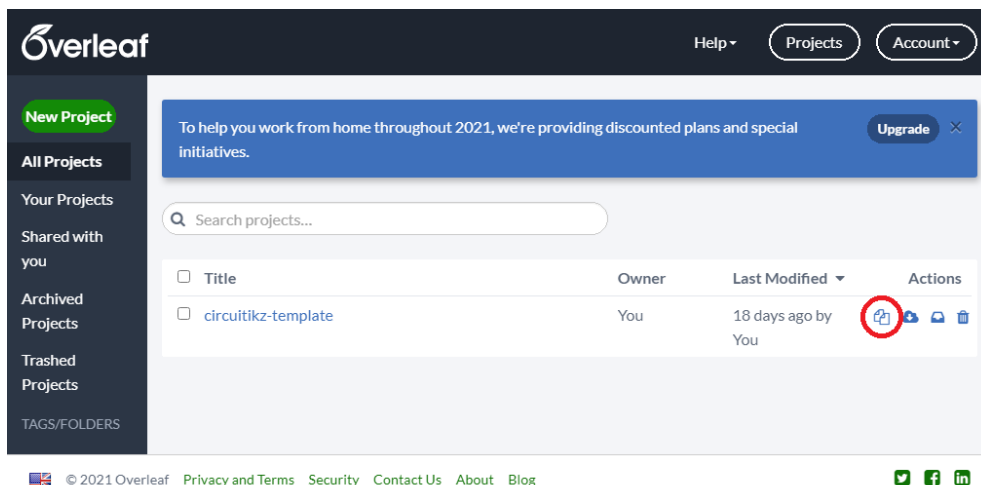 Overleaf
Help
Projects
Account
New Project
All Projects
Your Projects
Shared with
you
Archived
Projects
Trashed
Projects
TAGS/FOLDERS
To help you work from home throughout 2021, we're providing discounted plans and special
initiatives.
Upgrade
Search projects...
Title Owner Last Modified Actions
circuitikz-template You 18 days ago by
You
© 2021 Overleaf Privacy and Terms Security Contact Us About Blog